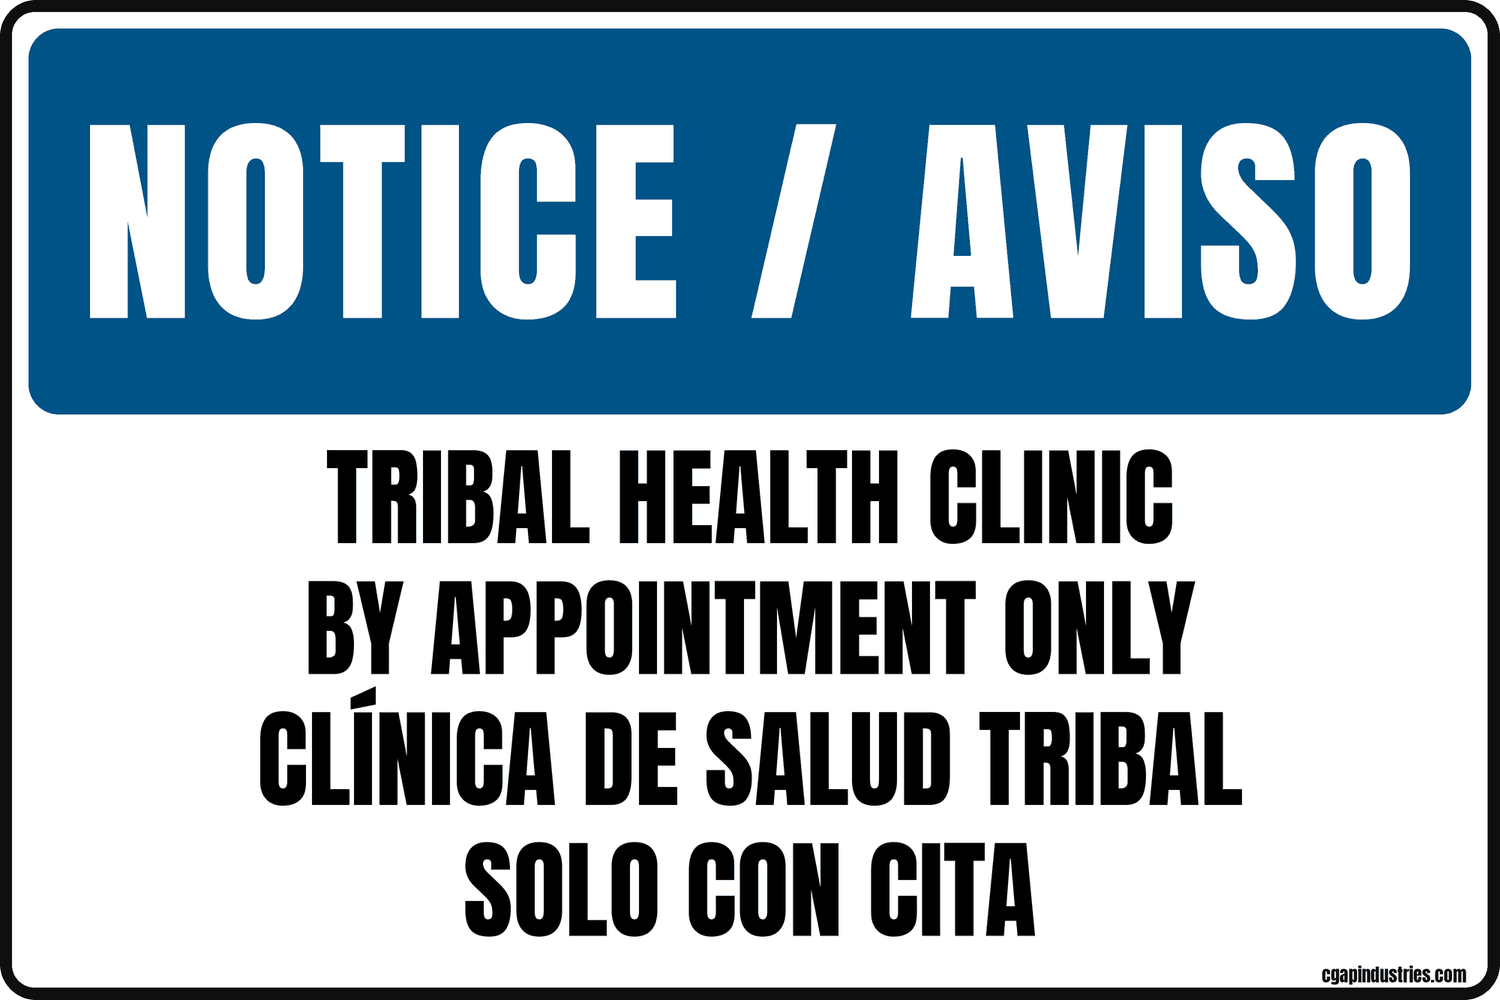 NOTICE / AVISO
TRIBAL HEALTH CLINIC
BY APPOINTMENT ONLY
CLÍNICA DE SALUD TRIBAL
SOLO CON CITA
cgapindustries.com